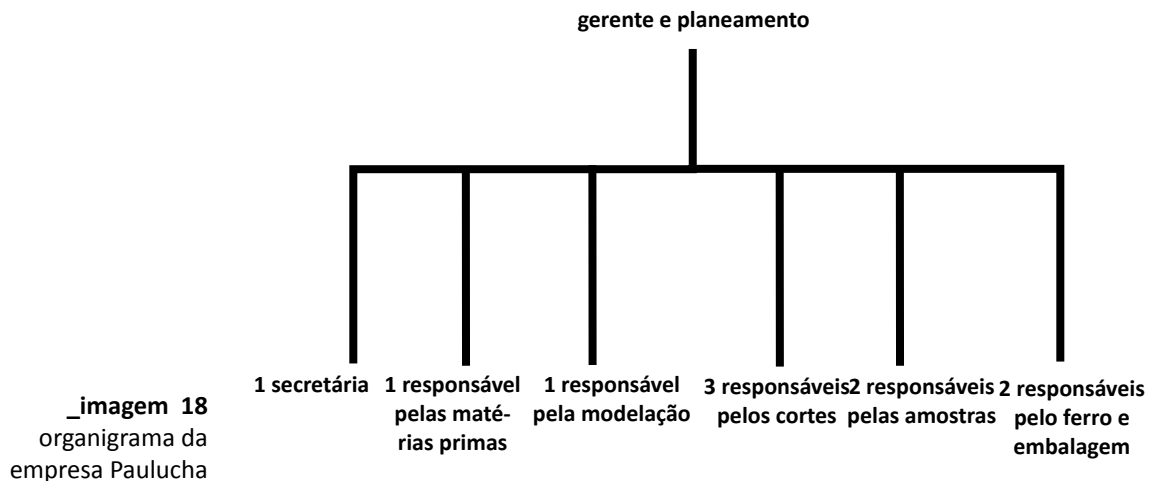 gerente e planeamento
1 secretária
1 responsável
pelas maté-
rias primas
1 responsável
pela modelação
3 responsáveis
pelos cortes
2 responsáveis
pelas amostras
2 responsáveis
pelo ferro e
embalagem
_imagem 18
organigrama da
empresa Paulucha